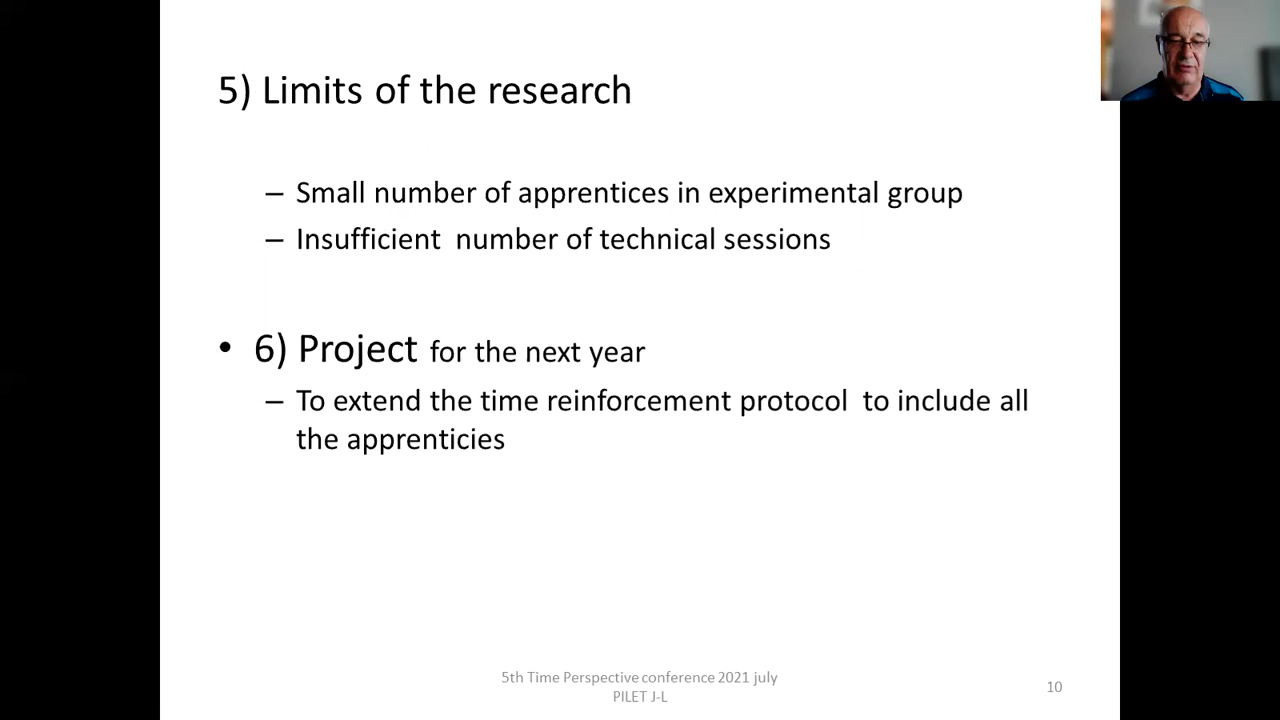 5) Limits of the research
– Small number of apprentices in experimental group
– Insufficient  number of technical sessions
• 6) Project for the next year
– To extend the time reinforcement protocol  to include all
the apprenticies
5th Time Perspective conference 2021 july
PILET J-L
10